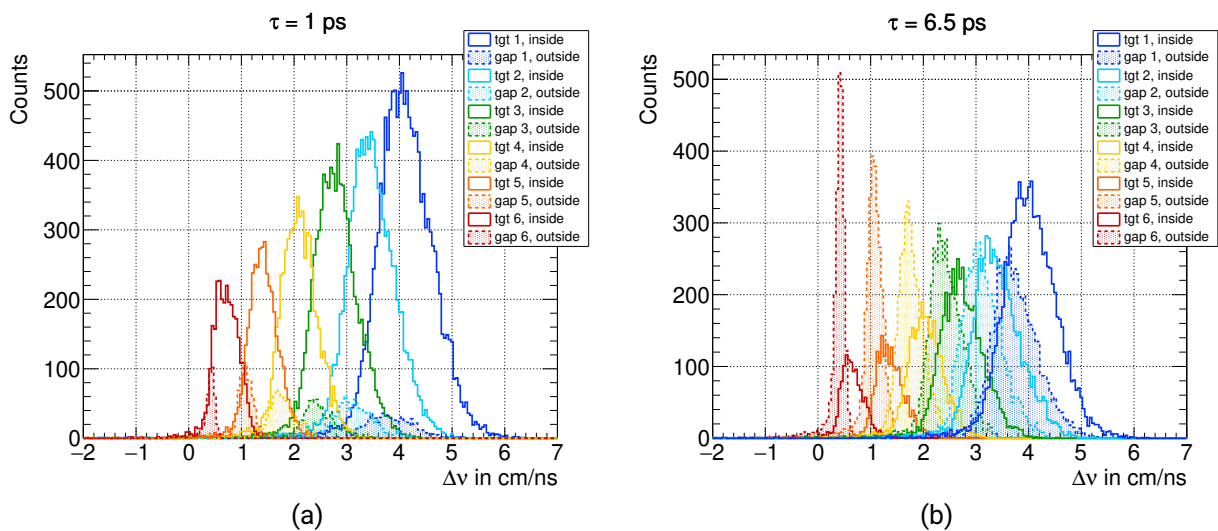 τ = 1 ps
Counts
500
400
300
200
100
0
−2 −1 0 1 2 3 4 5 6 7
Δν in cm/ns
tgt 1, inside
gap 1, outside
tgt 2, inside
gap 2, outside
tgt 3, inside
gap 3, outside
tgt 4, inside
gap 4, outside
tgt 5, inside
gap 5, outside
tgt 6, inside
gap 6, outside
(a)
τ = 6.5 ps
Counts
500
400
300
200
100
0
−2 −1 0 1 2 3 4 5 6 7
Δν in cm/ns
tgt 1, inside
gap 1, outside
tgt 2, inside
gap 2, outside
tgt 3, inside
gap 3, outside
tgt 4, inside
gap 4, outside
tgt 5, inside
gap 5, outside
tgt 6, inside
gap 6, outside
(b)